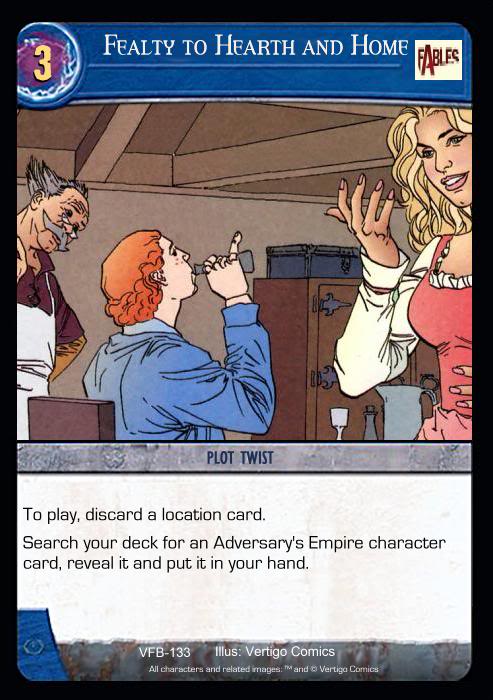 3
FEALTY TO HEARTH AND HOME
FABLES
PLOT TWIST
To play, discard a location card.
Search your deck for an Adversary's Empire character
card, reveal it and put it in your hand.
VFB-133 Illus: Vertigo Comics
All characters and related images: ™ and © Vertigo Comics